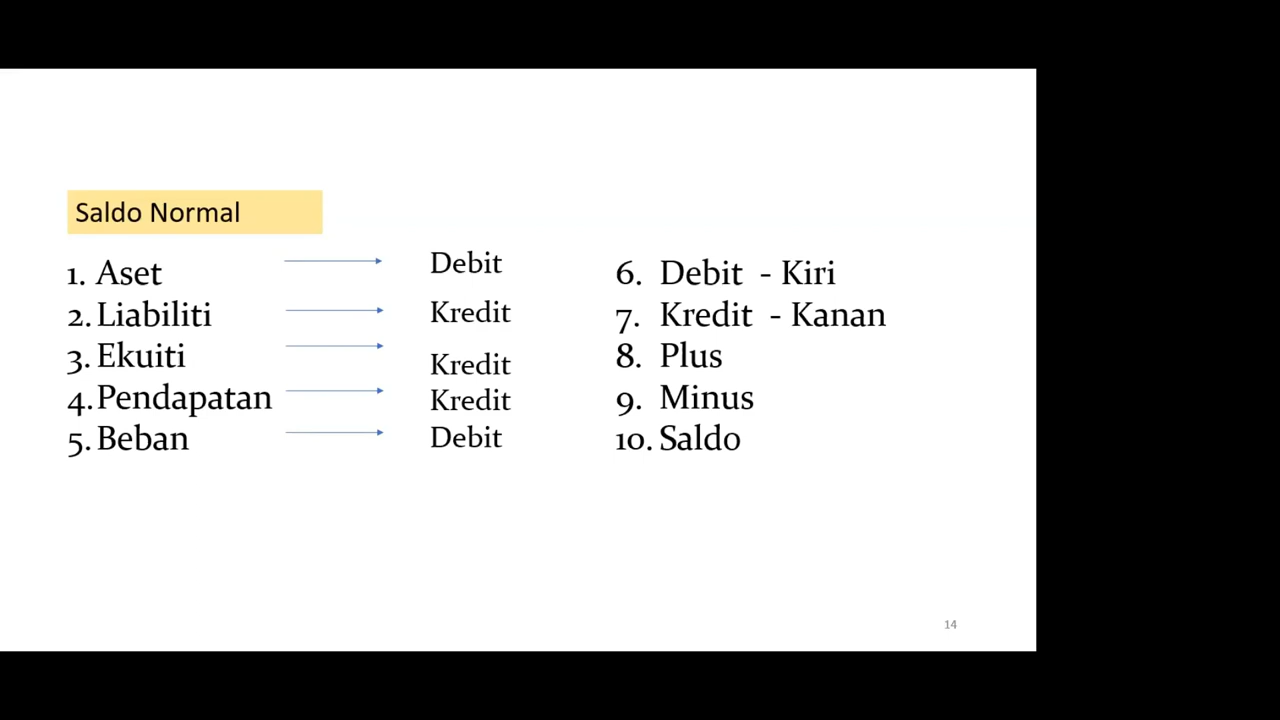 Saldo Normal
1. Aset Debit
2. Liabiliti Kredit
3. Ekuiti Kredit
4. Pendapatan Kredit
5. Beban Debit
6. Debit - Kiri
7. Kredit - Kanan
8. Plus
9. Minus
10. Saldo
14